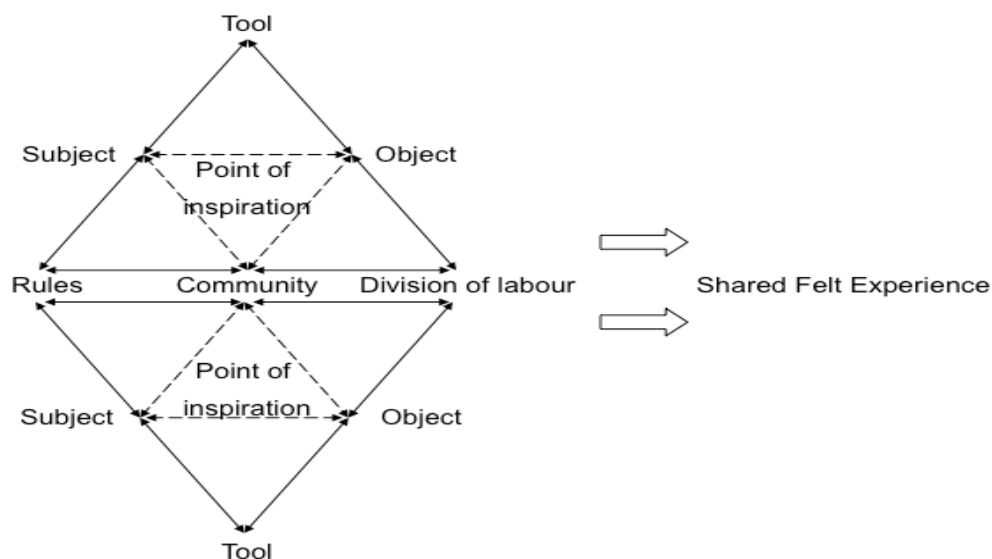 Tool
Subject
Object
Point of
inspiration
Rules
Community
Division of labour
Shared Felt Experience
Point of
inspiration
Subject
Object
Tool